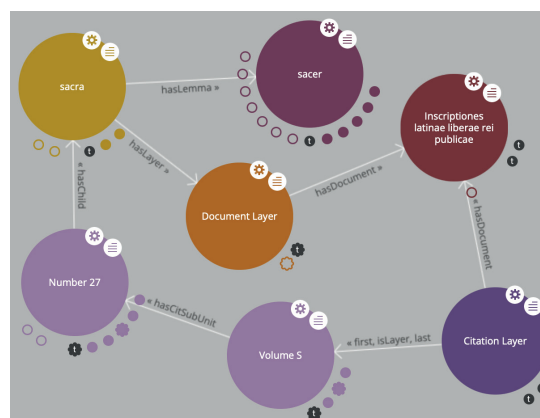 sacra
sacer
hasLemma »
Inscriptiones
latinae liberae rei
publicae
hasLayer »
hasDocument »
« hasChild
Document Layer
« hasDocument
Number 27
« hasCitSubUnit
Volume S
« first, isLayer, last
Citation Layer
t
t
t
t
t
t
t
t
t